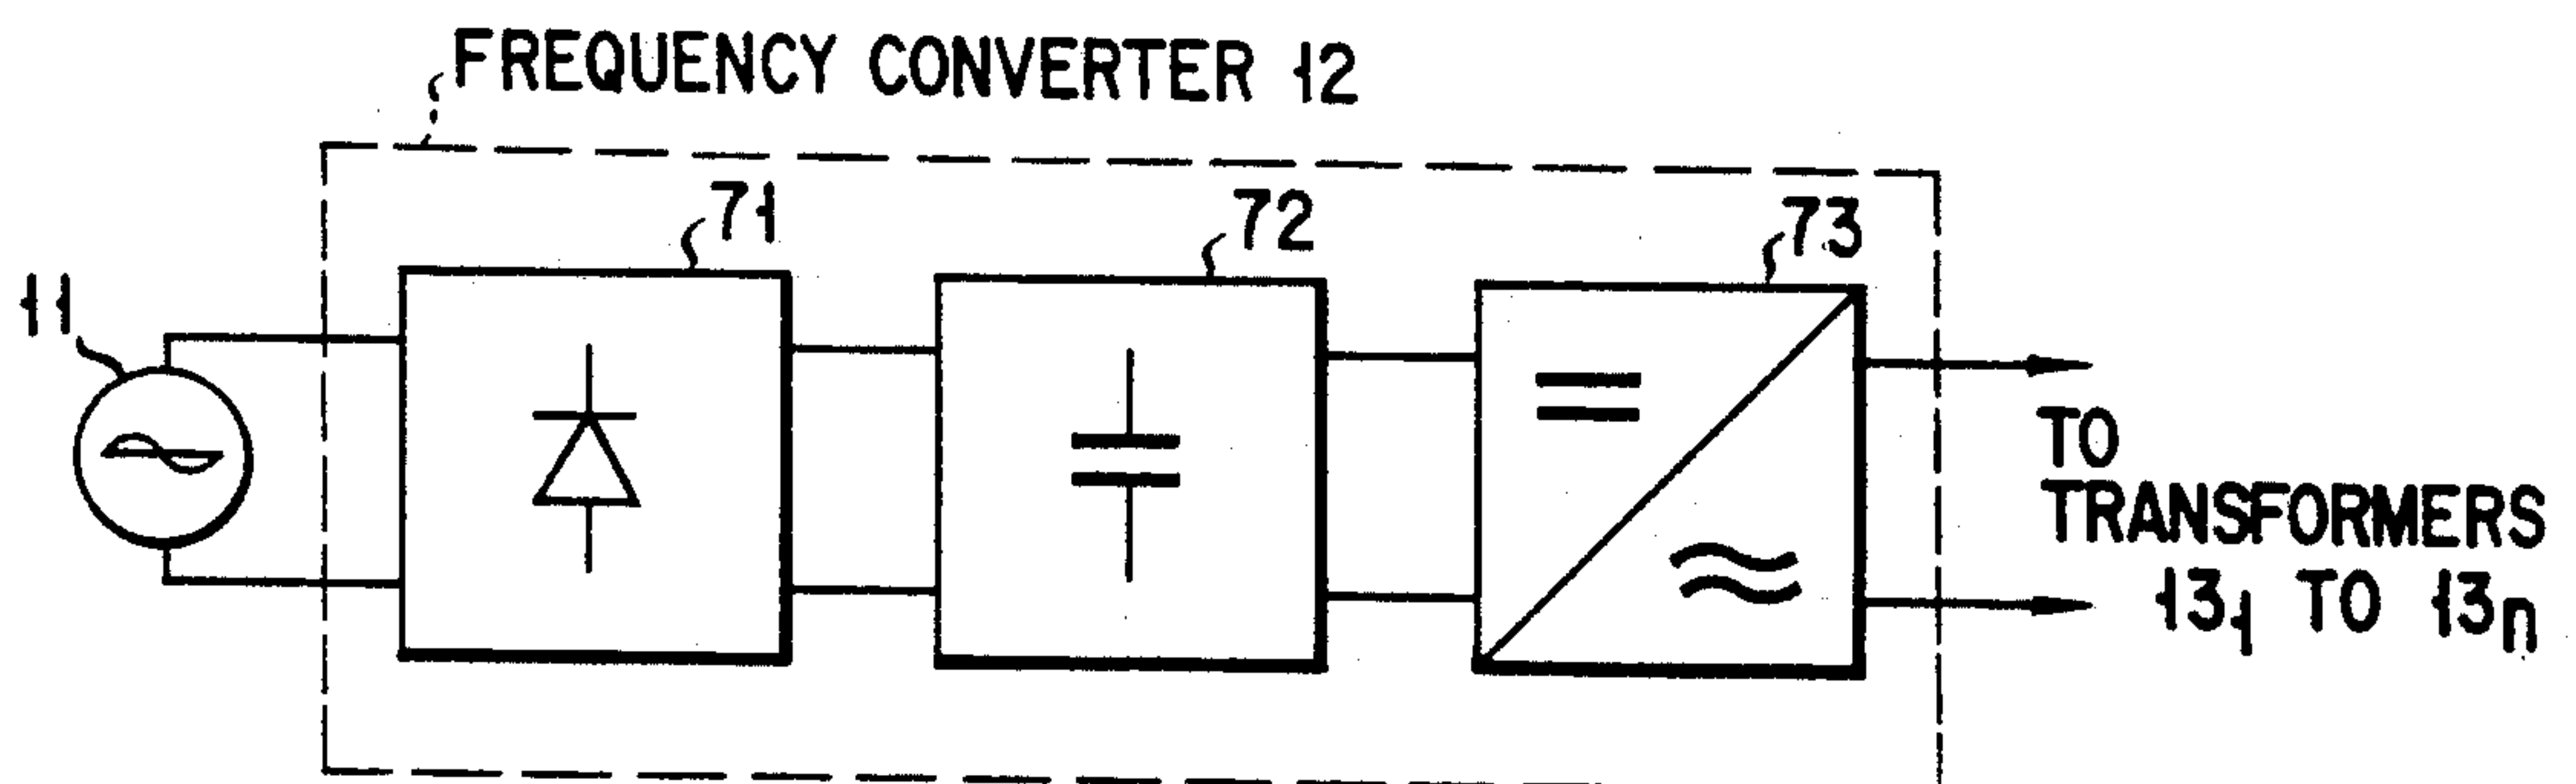 FREQUENCY CONVERTER 12
71
72
73
11
TO
TRANSFORMERS
13₁ TO 13ₙ